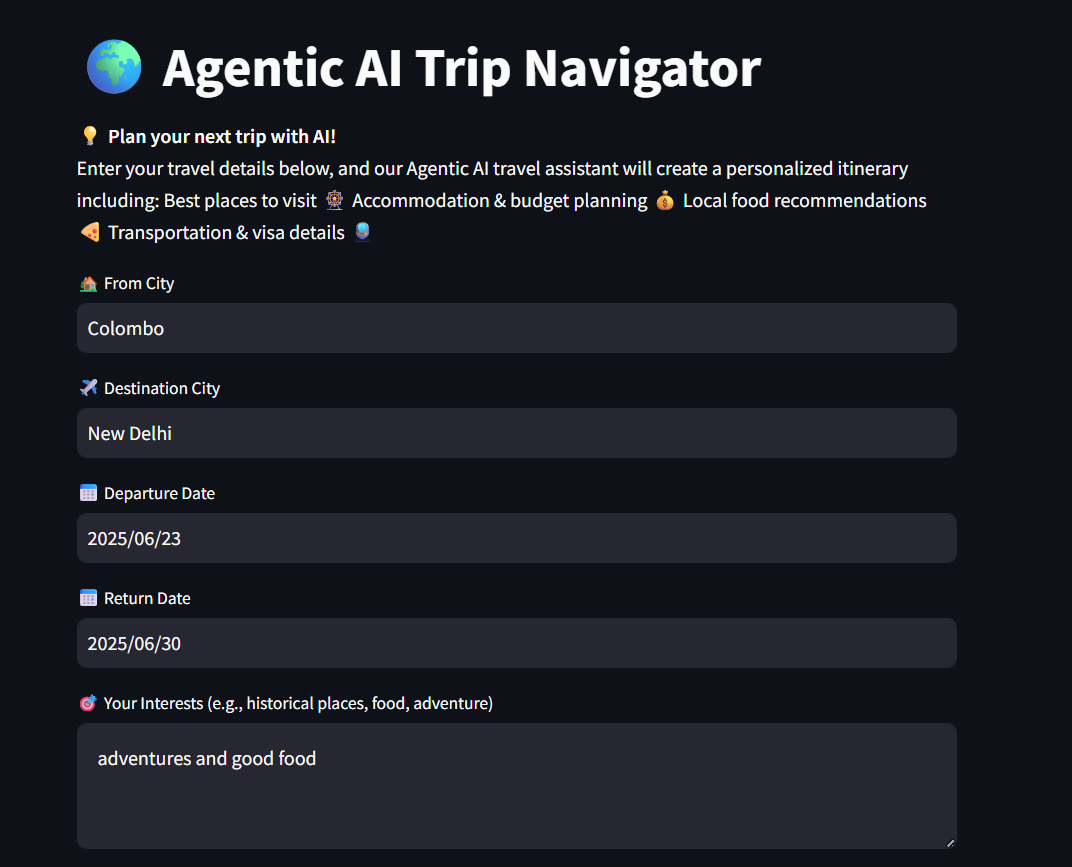 🌍 Agentic AI Trip Navigator
💡 Plan your next trip with AI!
Enter your travel details below, and our Agentic AI travel assistant will create a personalized itinerary
including: Best places to visit 🎡 Accommodation & budget planning 💰 Local food recommendations
🍕 Transportation & visa details 🛂
🏡 From City
Colombo
✈️ Destination City
New Delhi
📅 Departure Date
2025/06/23
📅 Return Date
2025/06/30
🎯 Your Interests (e.g., historical places, food, adventure)
adventures and good food